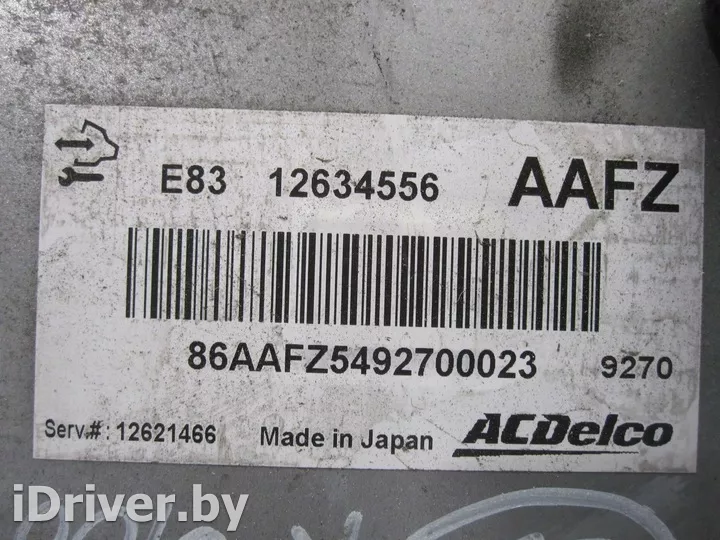 E83 12634556 AAFZ
86AAFZ5492700023 9270
Serv.#: 12621466 Made in Japan ACDelco
iDriver.by